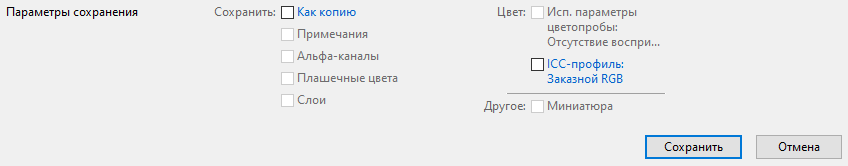 Параметры сохранения
Сохранить: Как копию
Примечания
Альфа-каналы
Плашечные цвета
Слои
Цвет: Исп. параметры
цветопробы:
Отсутствие воспри...
ICC-профиль:
Заказной RGB
Другое: Миниатюра
Сохранить
Отмена